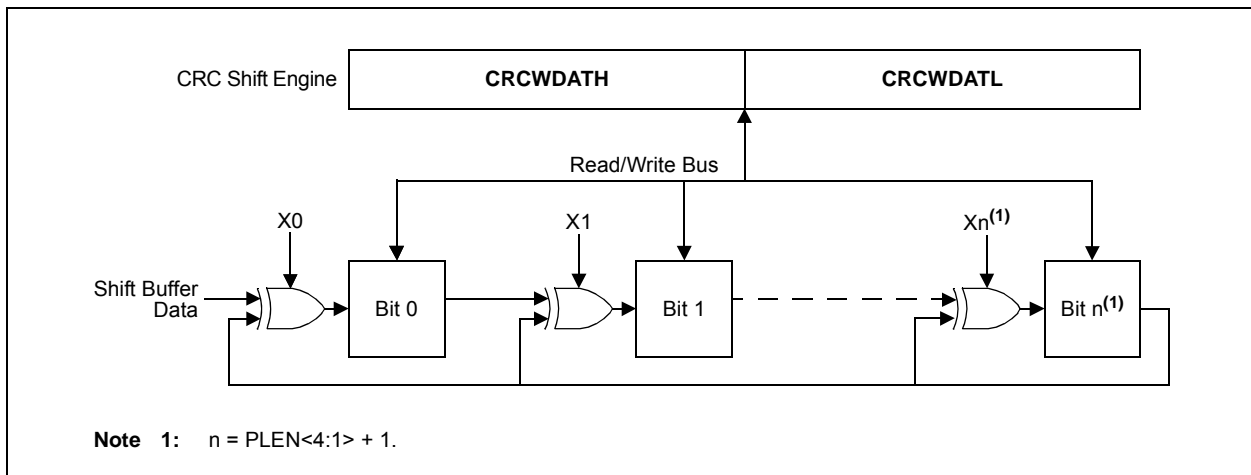 CRC Shift Engine CRCWDATH CRCWDATL
Read/Write Bus
X0 X1 Xn(1)
Shift Buffer
Data
Bit 0 Bit 1 Bit n(1)
Note 1: n = PLEN<4:1> + 1.